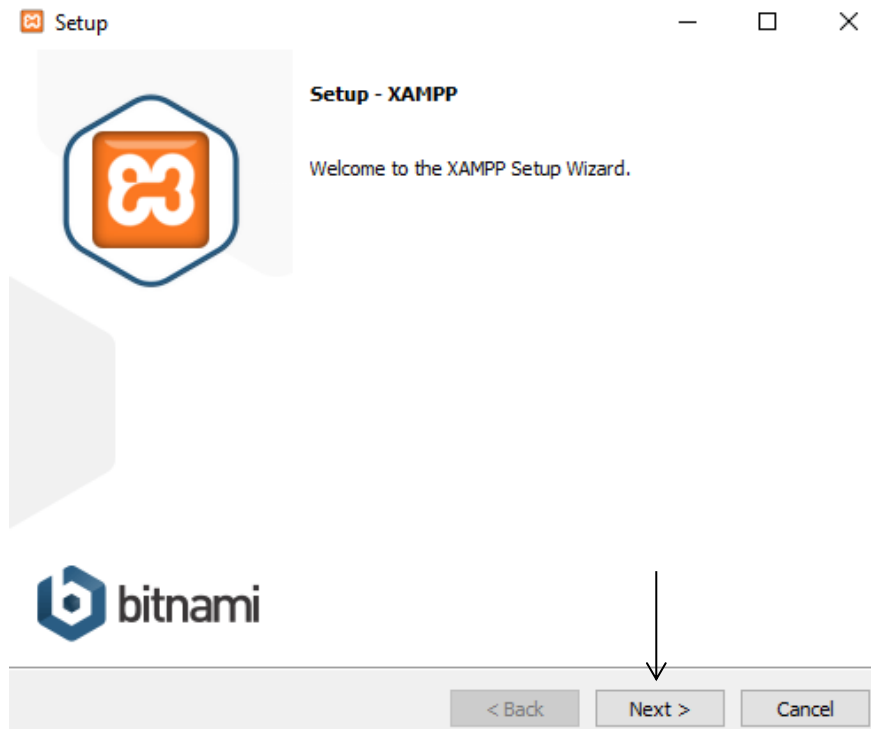 Setup
Setup - XAMPP
Welcome to the XAMPP Setup Wizard.
bitnami
< Back
Next >
Cancel